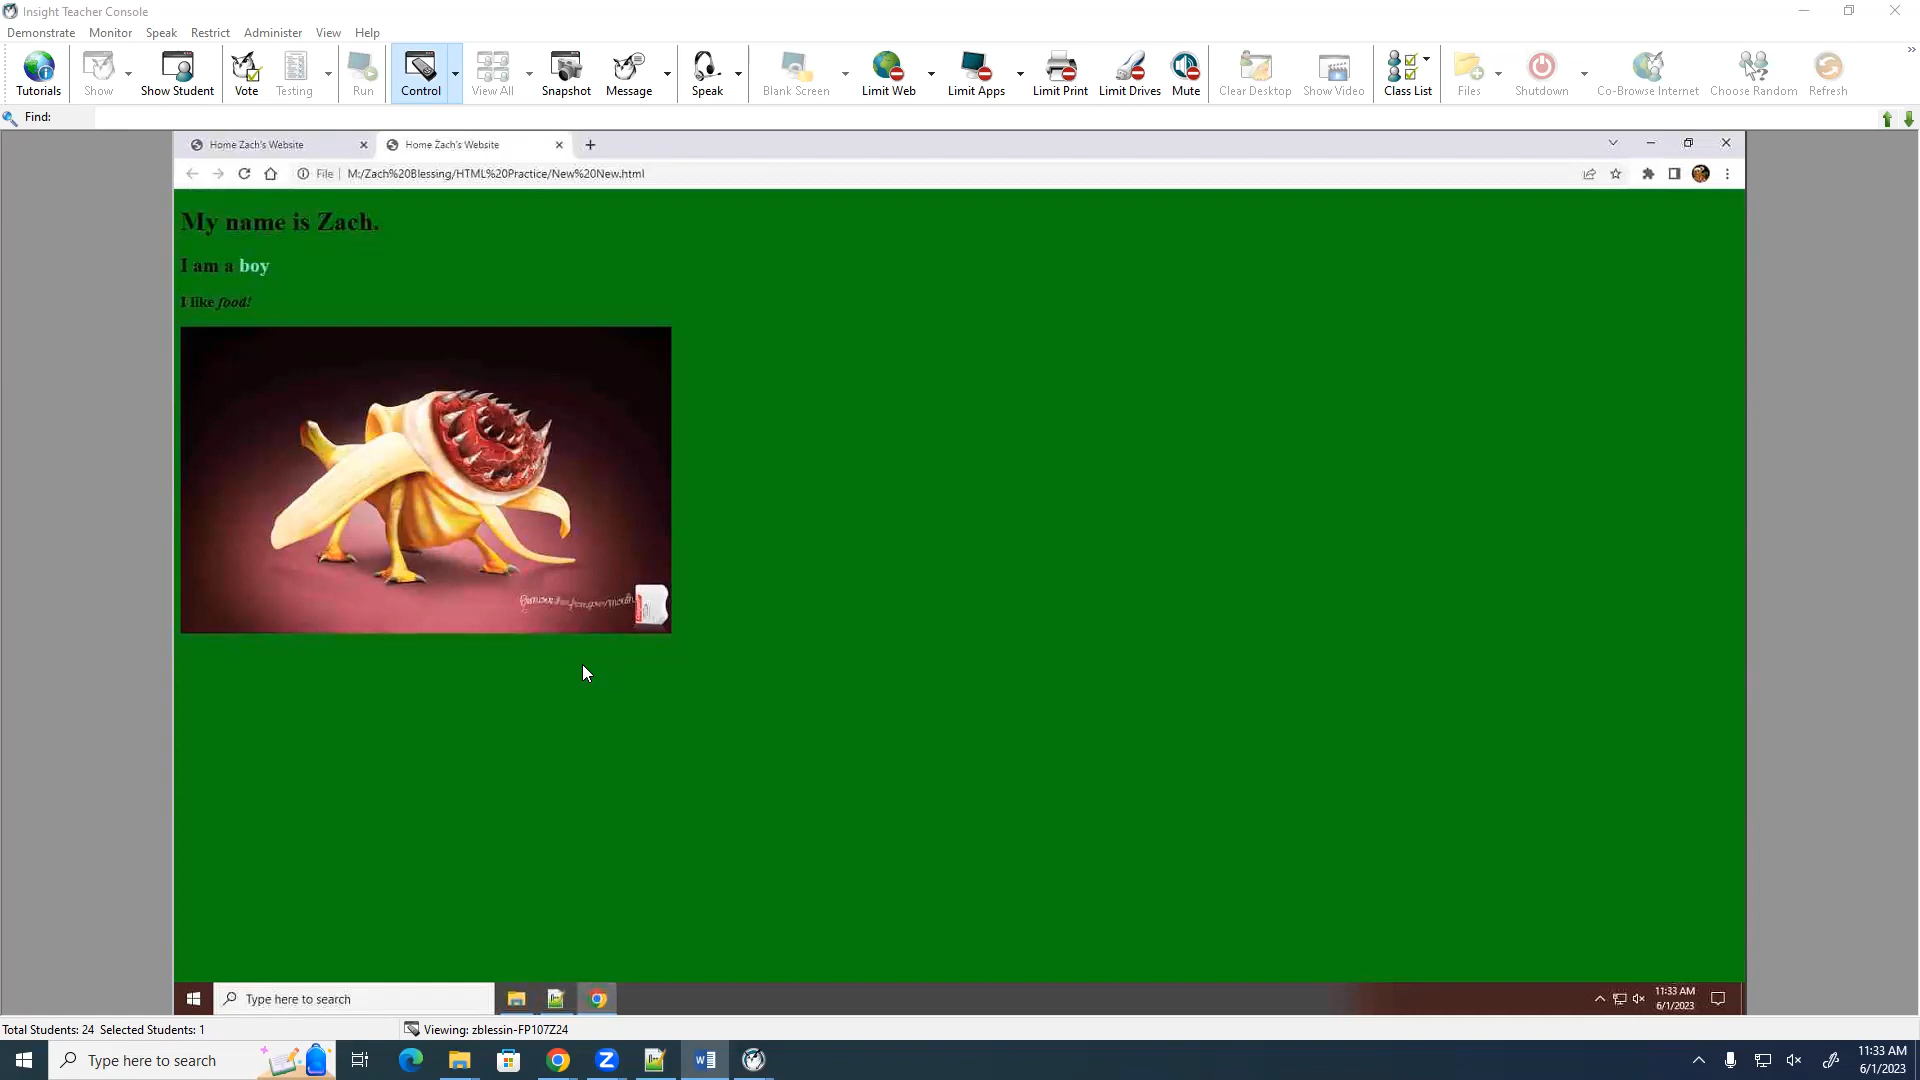 Insight Teacher Console
Demonstrate Monitor Speak Restrict Administer View Help
Tutorials Show Show Student Vote Testing Run Control View All Snapshot Message Speak Blank Screen Limit Web Limit Apps Limit Print Limit Drives Mute Clear Desktop Show Video Class List Files Shutdown Co-Browse Internet Choose Random Refresh
Find:
Home Zach's Website Home Zach's Website
File M:/Zach%20Blessing/HTML%20Practice/New%20New.html
My name is Zach.
I am a boy
I like food!
Type here to search
11:33 AM
6/1/2023
Total Students: 24 Selected Students: 1 Viewing: zblessin-FP107Z24
Type here to search
11:33 AM
6/1/2023